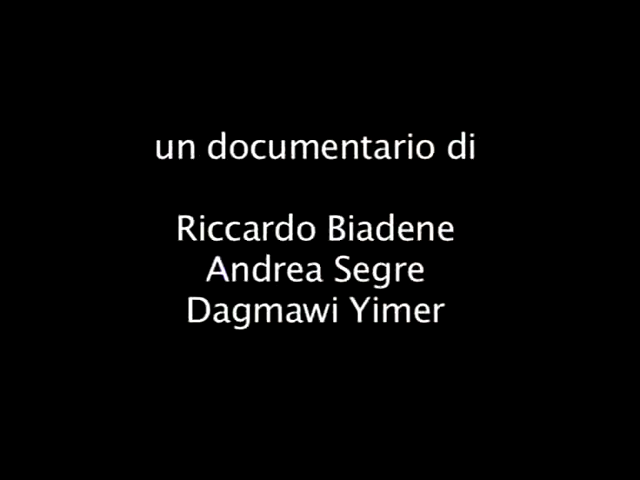 un documentario di
Riccardo Biadene
Andrea Segre
Dagmawi Yimer